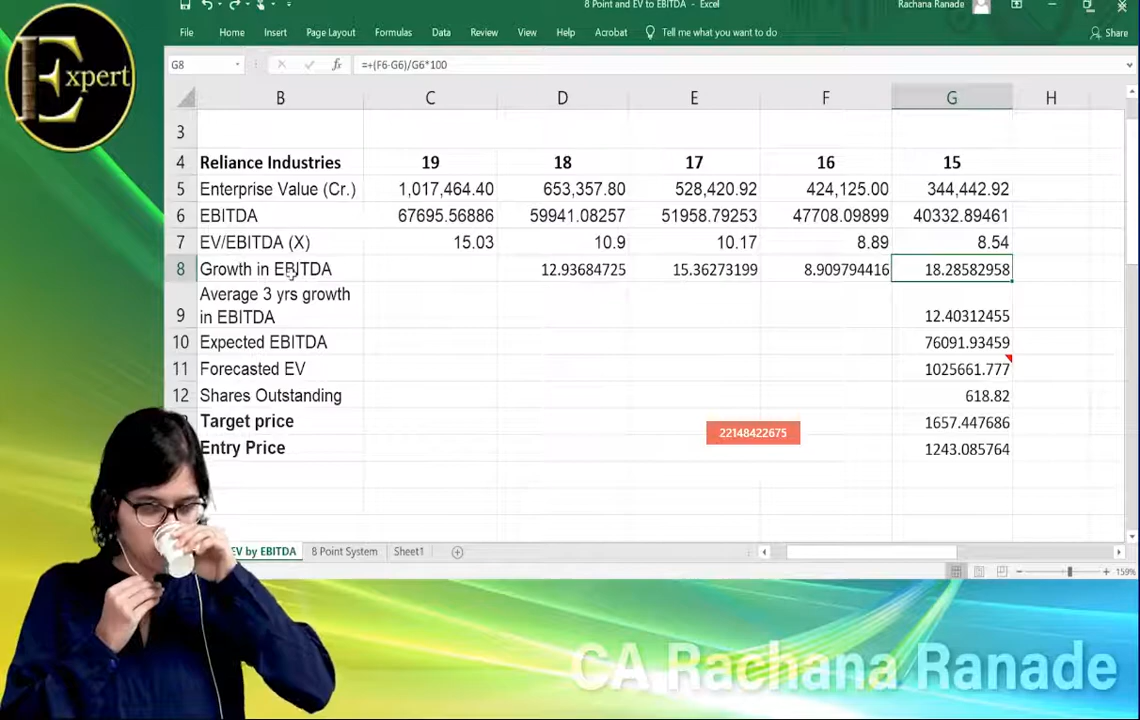 8 Point and EV to EBITDA - Excel
Rachana Ranade
File Home Insert Page Layout Formulas Data Review View Help Acrobat Tell me what you want to do Share
G8 fx =+(F6-G6)/G6*100
Expert
B C D E F G H
3
4 Reliance Industries 19 18 17 16 15
5 Enterprise Value (Cr.) 1,017,464.40 653,357.80 528,420.92 424,125.00 344,442.92
6 EBITDA 67695.56886 59941.08257 51958.79253 47708.09899 40332.89461
7 EV/EBITDA (X) 15.03 10.9 10.17 8.89 8.54
8 Growth in EBITDA 12.93684725 15.36273199 8.909794416 18.28582958
Average 3 yrs growth
9 in EBITDA 12.40312455
10 Expected EBITDA 76091.93459
11 Forecasted EV 1025661.777
12 Shares Outstanding 618.82
Target price 1657.447686
22148422675
Entry Price 1243.085764
EV by EBITDA 8 Point System Sheet1
159%
CA Rachana Ranade